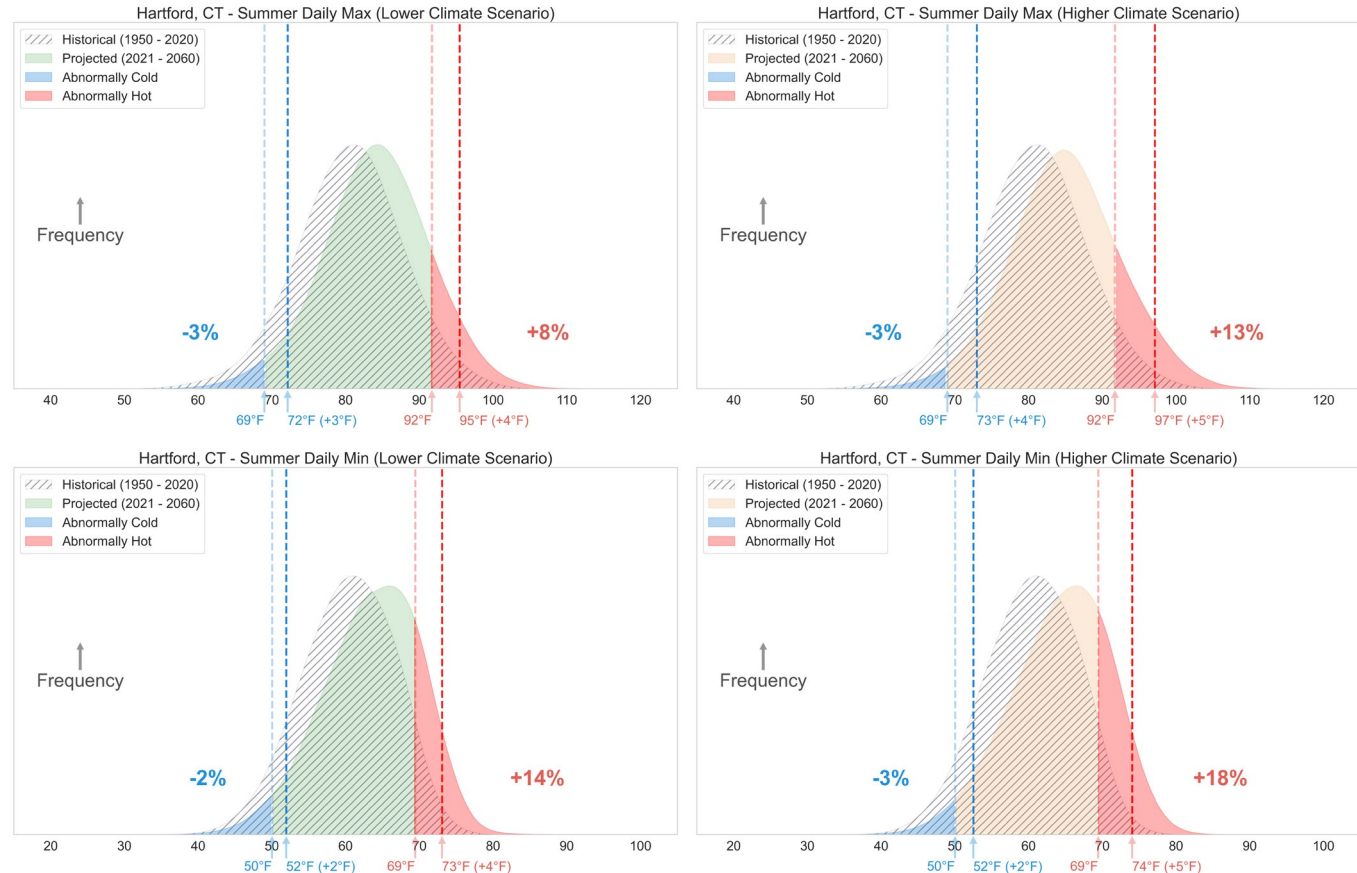 Hartford, CT - Summer Daily Max (Lower Climate Scenario)
Historical (1950 - 2020)
Projected (2021 - 2060)
Abnormally Cold
Abnormally Hot
Frequency
-3%
+8%
40 50 60 70 80 90 100 110 120
69°F 72°F (+3°F) 92°F 95°F (+4°F)
Hartford, CT - Summer Daily Max (Higher Climate Scenario)
Historical (1950 - 2020)
Projected (2021 - 2060)
Abnormally Cold
Abnormally Hot
Frequency
-3%
+13%
40 50 60 70 80 90 100 110 120
69°F 73°F (+4°F) 92°F 97°F (+5°F)
Hartford, CT - Summer Daily Min (Lower Climate Scenario)
Historical (1950 - 2020)
Projected (2021 - 2060)
Abnormally Cold
Abnormally Hot
Frequency
-2%
+14%
20 30 40 50 60 70 80 90 100
50°F 52°F (+2°F) 69°F 73°F (+4°F)
Hartford, CT - Summer Daily Min (Higher Climate Scenario)
Historical (1950 - 2020)
Projected (2021 - 2060)
Abnormally Cold
Abnormally Hot
Frequency
-3%
+18%
20 30 40 50 60 70 80 90 100
50°F 52°F (+2°F) 69°F 74°F (+5°F)